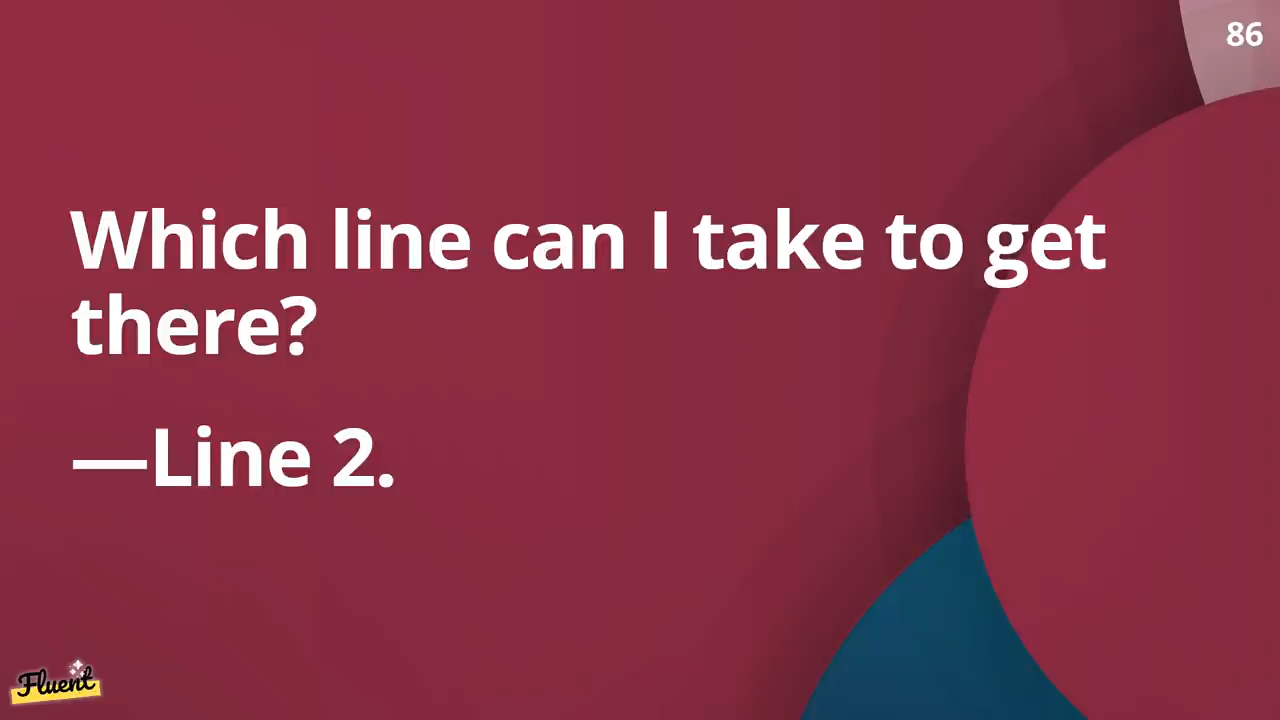 86
Which line can I take to get
there?
—Line 2.
Fluent